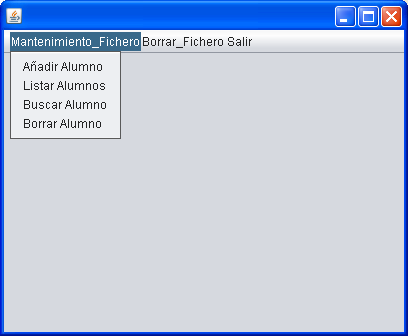 Mantenimiento_Fichero Borrar_Fichero Salir
Añadir Alumno
Listar Alumnos
Buscar Alumno
Borrar Alumno